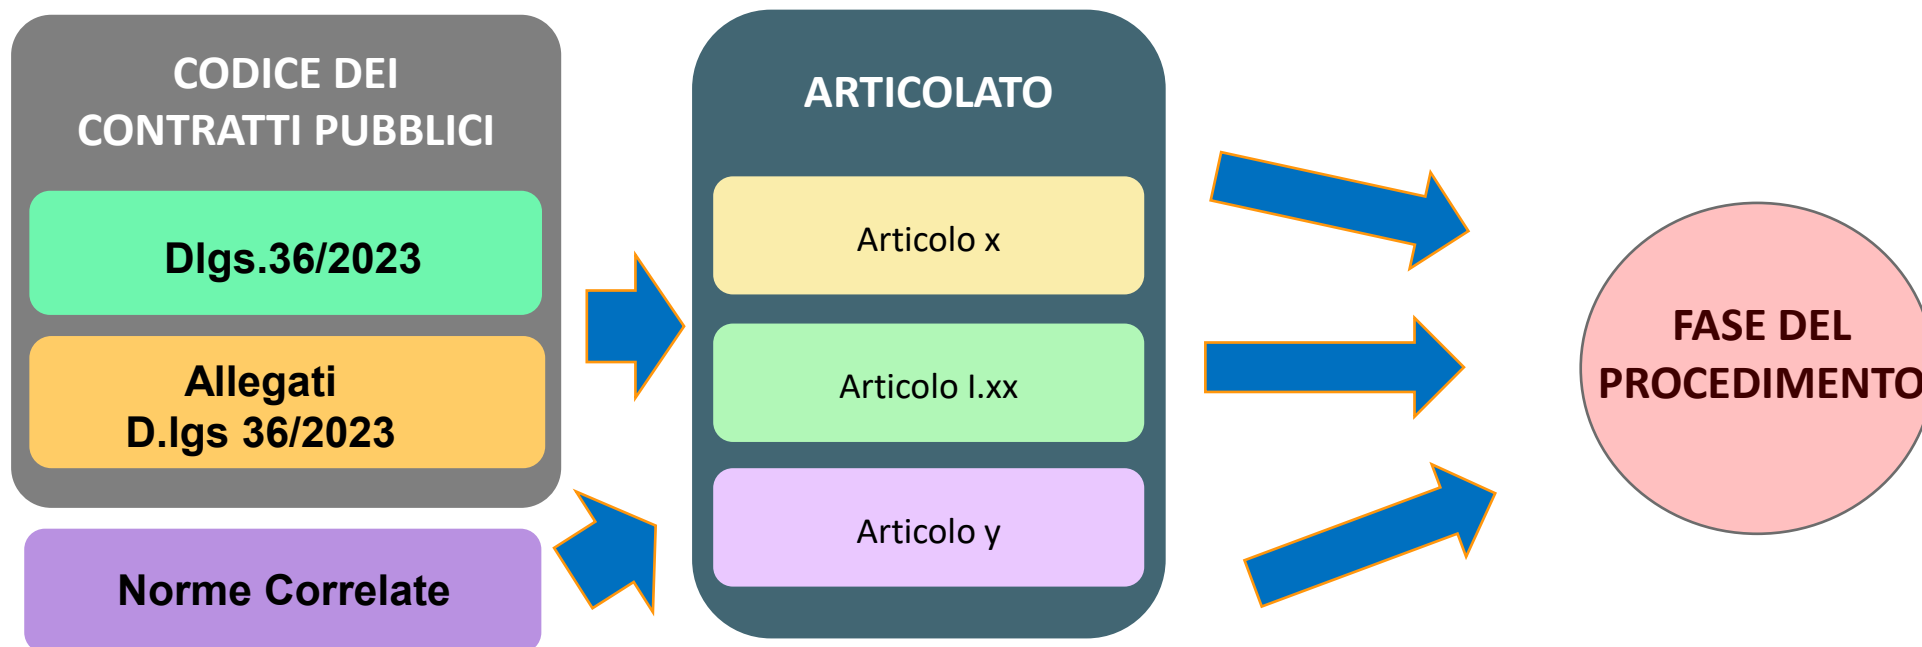 CODICE DEI
CONTRATTI PUBBLICI
Dlgs.36/2023
Allegati
D.lgs 36/2023
Norme Correlate
ARTICOLATO
Articolo x
Articolo I.xx
Articolo y
FASE DEL
PROCEDIMENTO